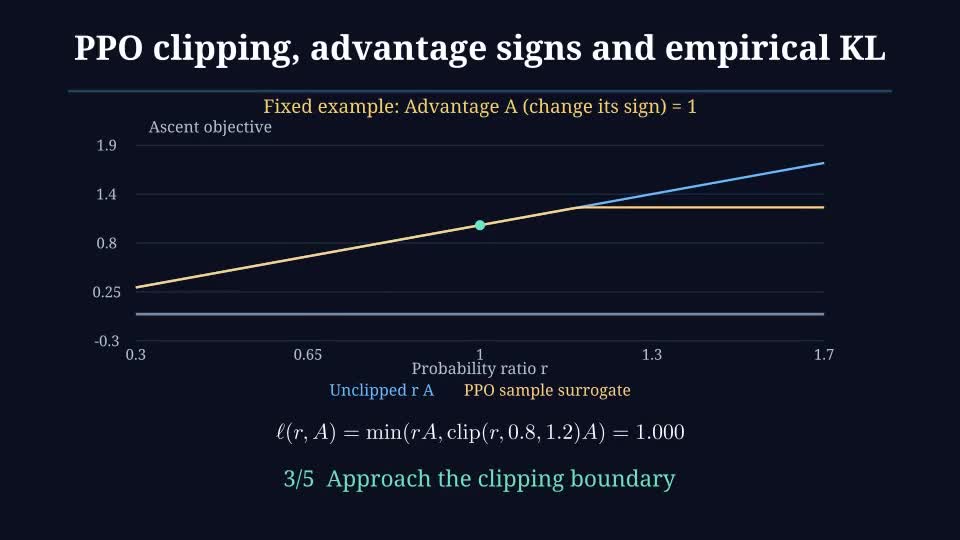 PPO clipping, advantage signs and empirical KL
Fixed example: Advantage A (change its sign) = 1
Ascent objective
1.9
1.4
0.8
0.25
-0.3
0.3 0.65 1 1.3 1.7
Probability ratio r
Unclipped r A PPO sample surrogate
ℓ(r, A) = min(rA, clip(r, 0.8, 1.2)A) = 1.000
3/5 Approach the clipping boundary